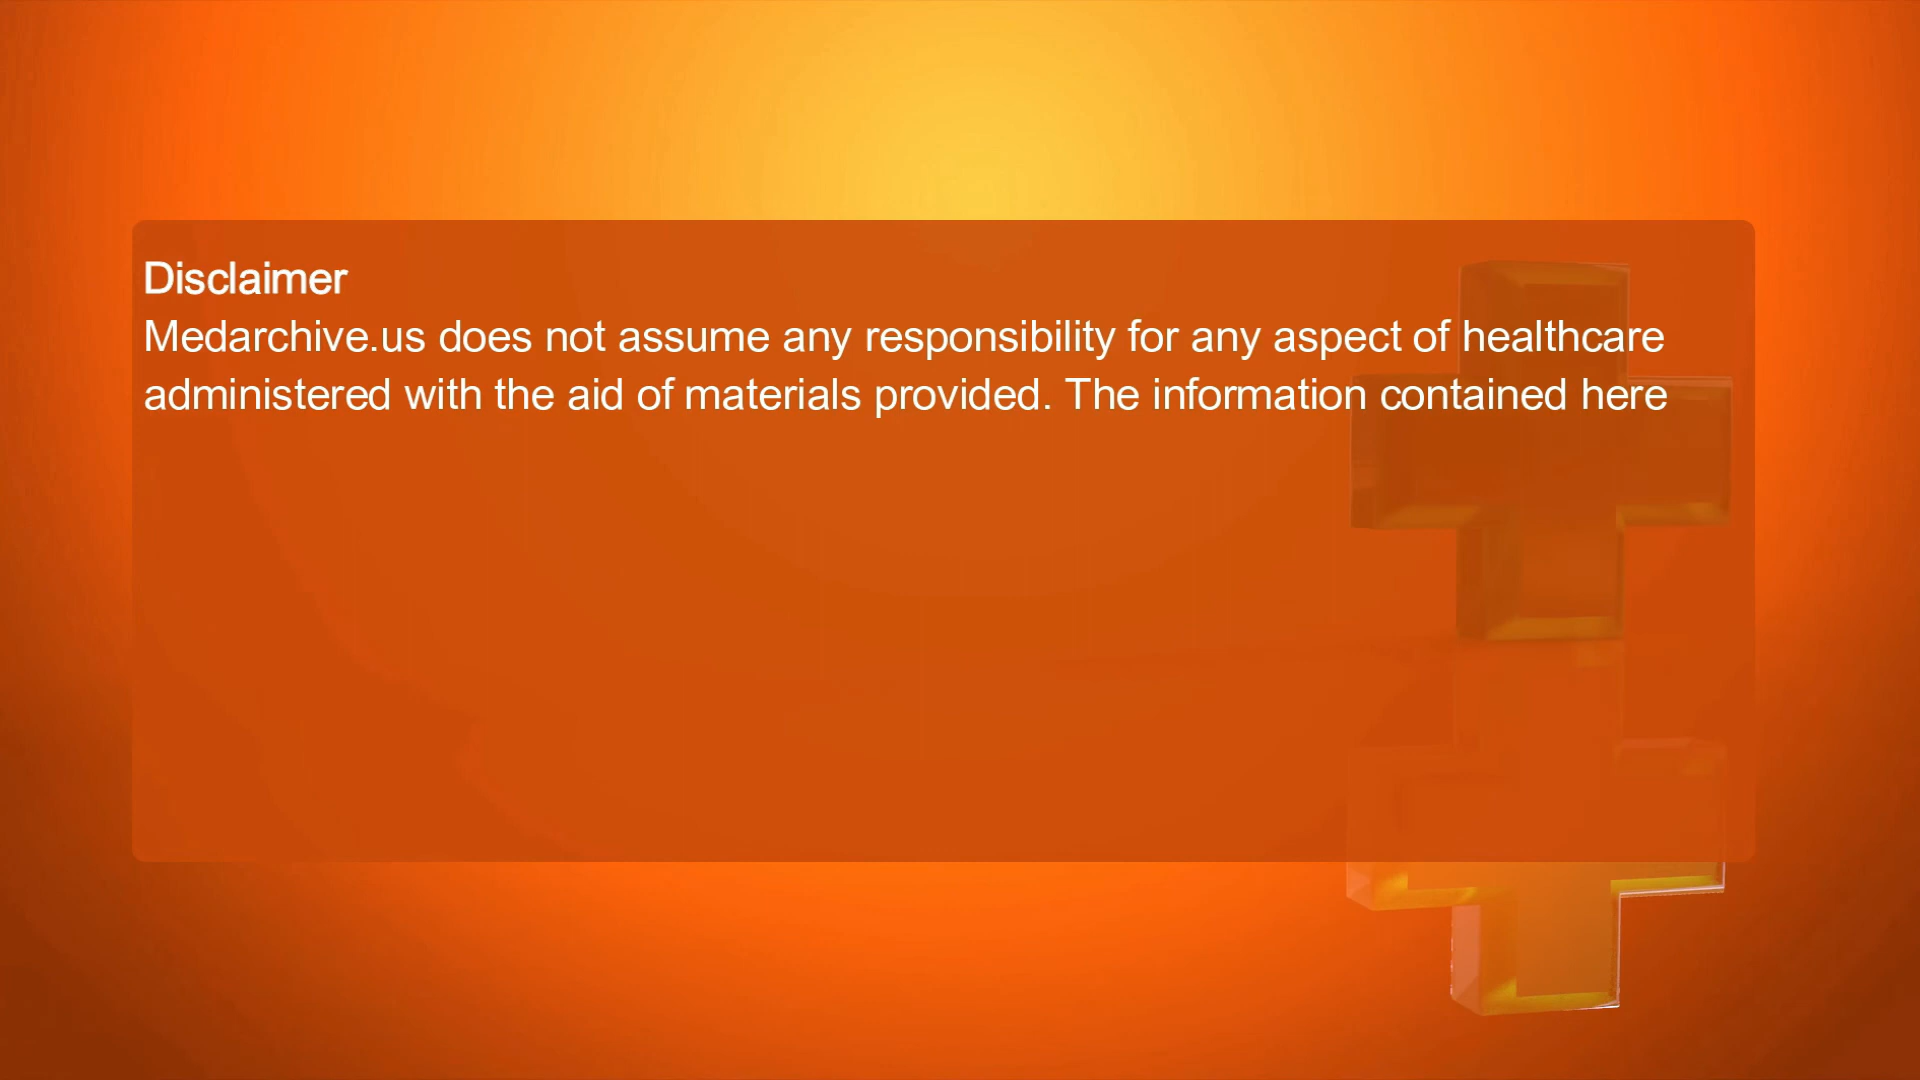 Disclaimer
Medarchive.us does not assume any responsibility for any aspect of healthcare
administered with the aid of materials provided. The information contained here